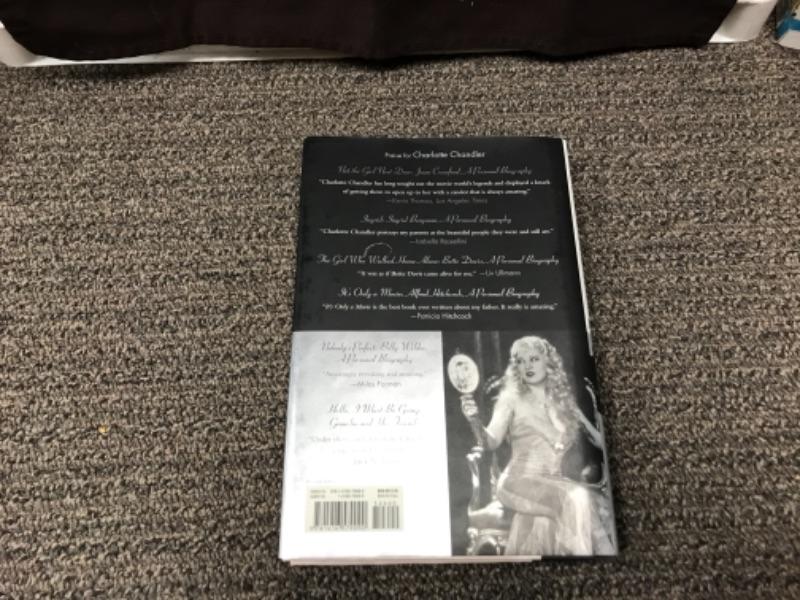 Praise for Charlotte Chandler
Not the Girl Next Door: Joan Crawford, A Personal Biography
"Charlotte Chandler has long sought out the movie world's legends and displayed a knack
of getting them to open up to her with a candor that is always amazing."
—Kevin Thomas, Los Angeles Times
Ingrid: Ingrid Bergman, A Personal Biography
"Charlotte Chandler portrays my parents as the beautiful people they were and still are."
—Isabella Rossellini
The Girl Who Walked Home Alone: Bette Davis, A Personal Biography
"It was as if Bette Davis came alive for me." —Liv Ullmann
It's Only a Movie: Alfred Hitchcock, A Personal Biography
"It's Only a Movie is the best book ever written about my father. It really is amazing."
—Patricia Hitchcock
Nobody's Perfect: Billy Wilder,
A Personal Biography
and amusing."
—Milos Forman
Hello, I Must Be Going:
Groucho and His Friends